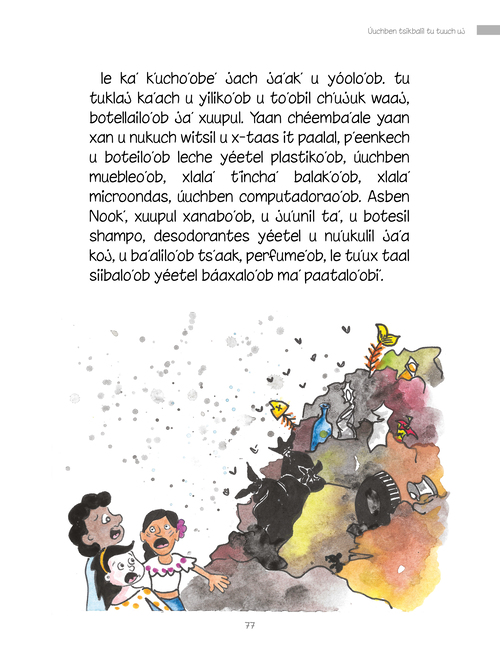 Úuchben tsikbalil tu tuuch uj
le ka' k'ucho'obe' jach ja'ak' u yóolo'ob. tu
tuklaj ka'ach u yiliko'ob u to'obil ch'ujuk waaj,
botellailo'ob ja' xuupul. Yaan chéemba'ale yaan
xan u nukuch witsil u x-taas it paalal, p'eenkech
u boteilo'ob leche yéetel plastiko'ob, úuchben
muebleo'ob, xlala' tíncha' balak'o'ob, xlala'
microondas, úuchben computadorao'ob. Asben
Nook', xuupul xanabo'ob, u ju'unil ta', u botesil
shampo, desodorantes yéetel u nu'ukulil ja'a
koj, u ba'alilo'ob ts'aak, perfume'ob, le tu'ux taal
siibalo'ob yéetel báaxalo'ob ma' paatalo'obi'.
77